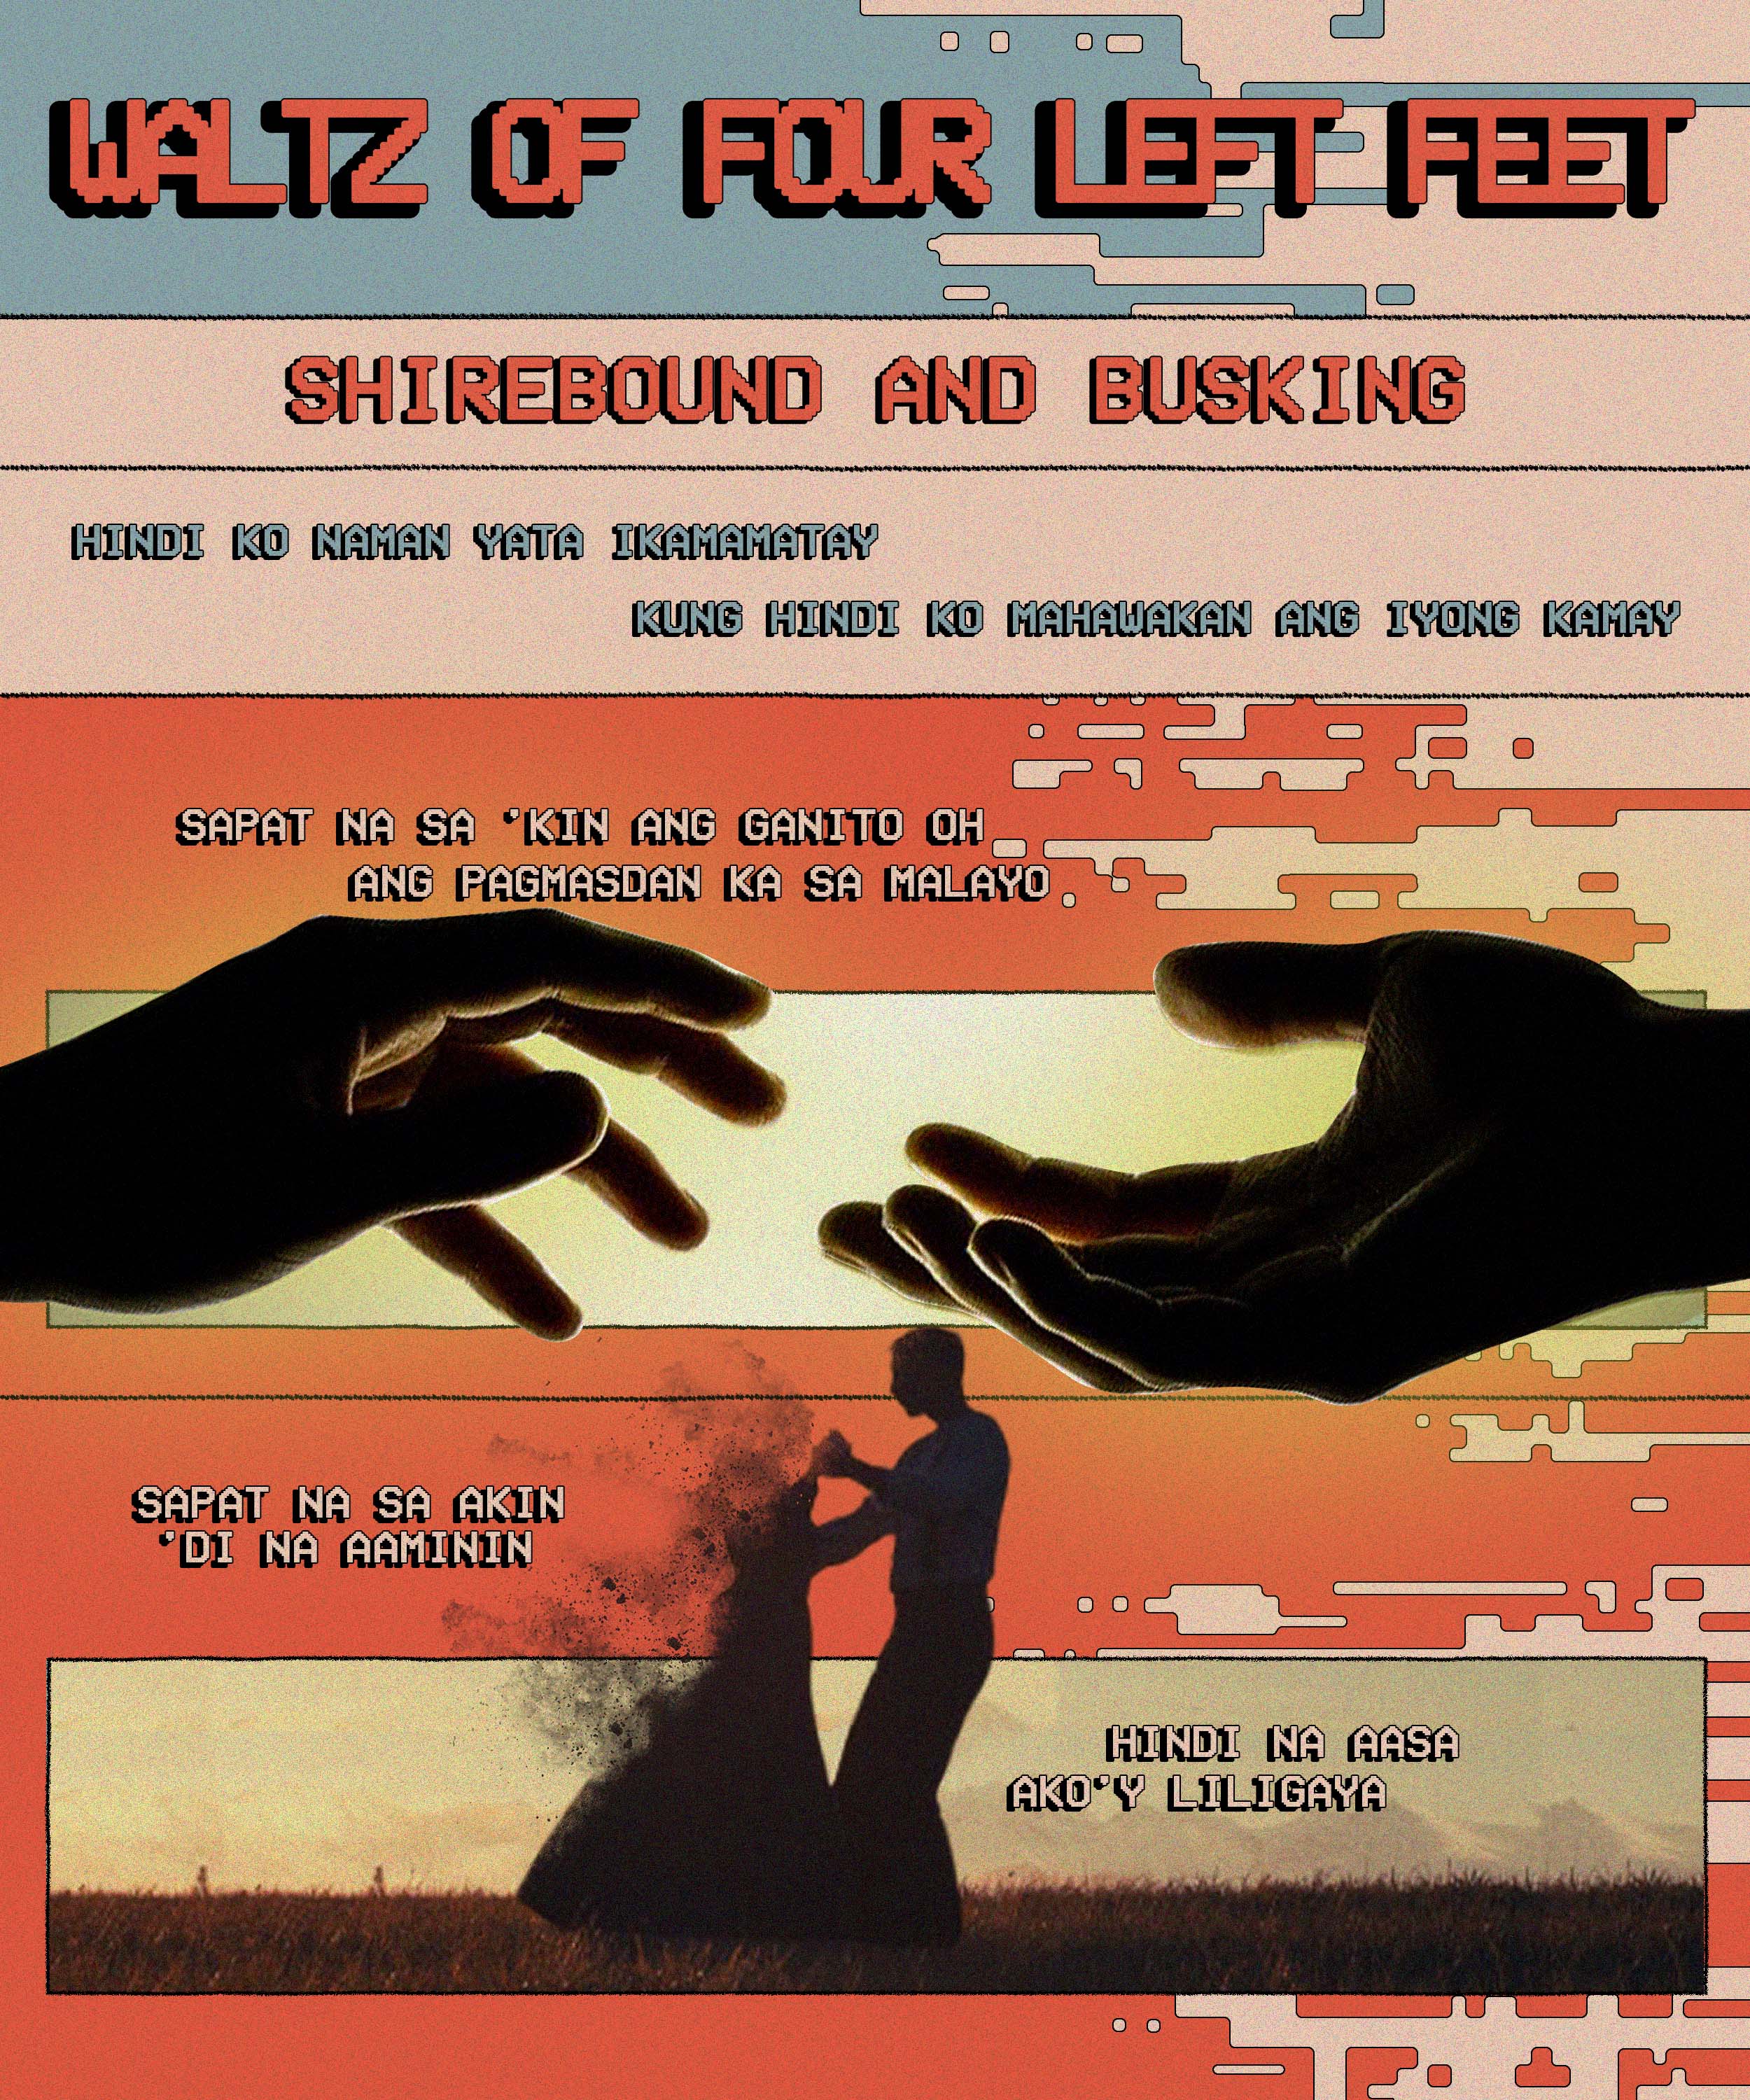 WALTZ OF FOUR LEFT FEET
SHIREBOUND AND BUSKING
HINDI KO NAMAN YATA IKAMAMATAY
KUNG HINDI KO MAHAWAKAN ANG IYONG KAMAY
SAPAT NA SA 'KIN ANG GANITO OH
ANG PAGMASDAN KA SA MALAYO
SAPAT NA SA AKIN
'DI NA AAMININ
HINDI NA AASA
AKO'Y LILIGAYA